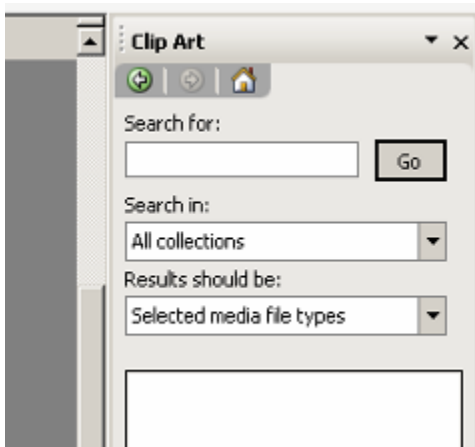 Clip Art
Search for:
Go
Search in:
All collections
Results should be:
Selected media file types